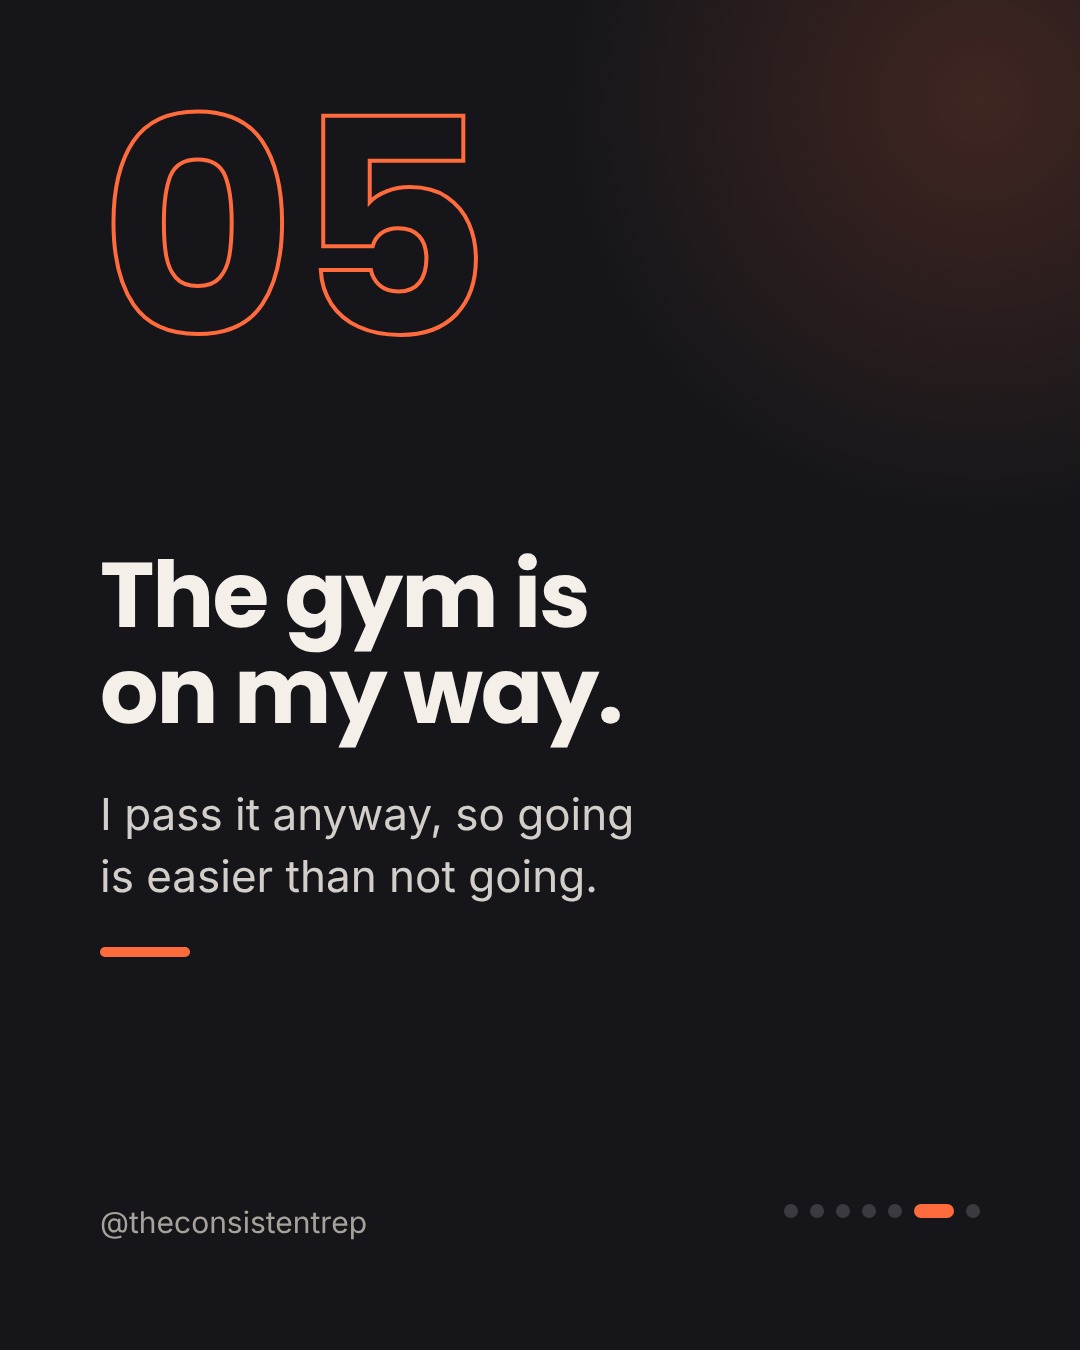 05
The gym is
on my way.
I pass it anyway, so going
is easier than not going.
@theconsistentrep